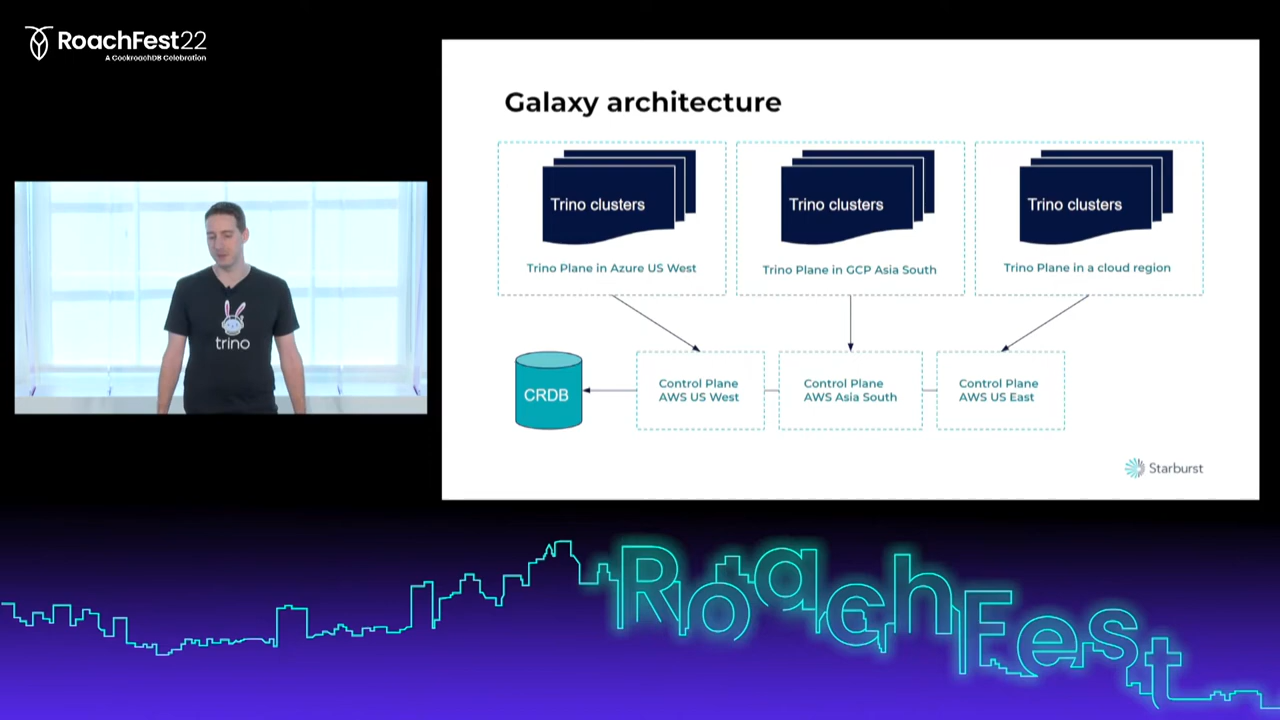 RoachFest22
A CockroachDB Celebration
trino
Galaxy architecture
Trino clusters
Trino clusters
Trino clusters
Trino Plane in Azure US West
Trino Plane in GCP Asia South
Trino Plane in a cloud region
CRDB
Control Plane
AWS US West
Control Plane
AWS Asia South
Control Plane
AWS US East
Starburst
RoachFest